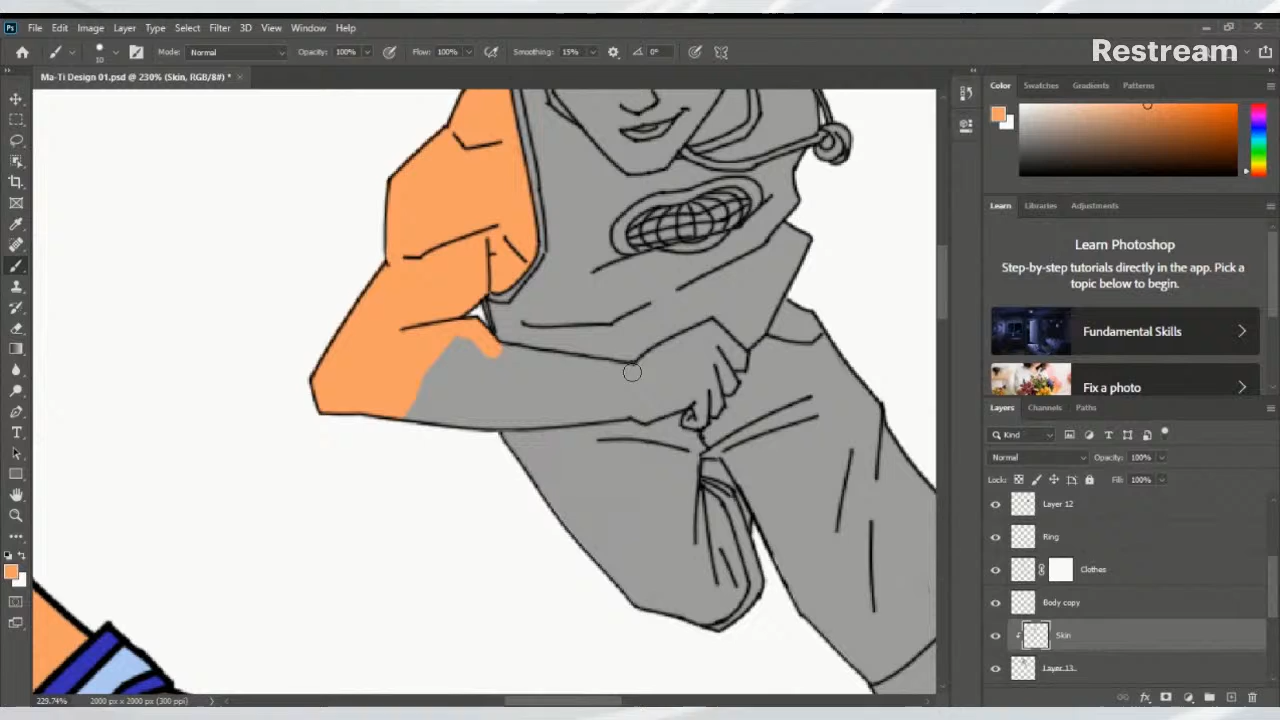 Ps File Edit Image Layer Type Select Filter 3D View Window Help
Restream
10 Mode: Normal Opacity: 100% Flow: 100% Smoothing: 15% 0°
Ma-Ti Design 01.psd @ 230% (Skin, RGB/8#) *
Color Swatches Gradients Patterns
Learn Libraries Adjustments
Learn Photoshop
Step-by-step tutorials directly in the app. Pick a
topic below to begin.
Fundamental Skills
Fix a photo
Layers Channels Paths
Kind
Normal Opacity: 100%
Lock: Fill: 100%
Layer 12
Ring
Clothes
Body copy
Skin
Layer 13
229.74% 2000 px x 2000 px (300 ppi)